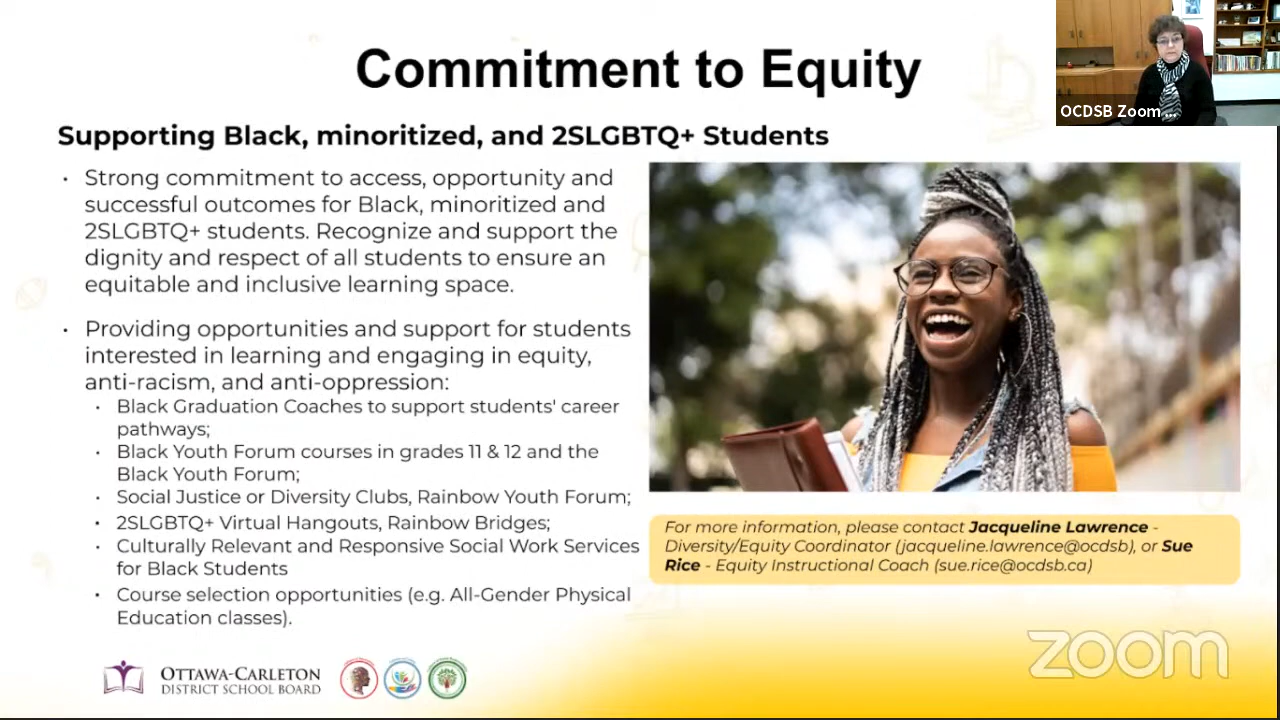 Commitment to Equity
OCDSB Zoom ...
Supporting Black, minoritized, and 2SLGBTQ+ Students
• Strong commitment to access, opportunity and
successful outcomes for Black, minoritized and
2SLGBTQ+ students. Recognize and support the
dignity and respect of all students to ensure an
equitable and inclusive learning space.
• Providing opportunities and support for students
interested in learning and engaging in equity,
anti-racism, and anti-oppression:
• Black Graduation Coaches to support students' career
pathways;
• Black Youth Forum courses in grades 11 & 12 and the
Black Youth Forum;
• Social Justice or Diversity Clubs, Rainbow Youth Forum;
• 2SLGBTQ+ Virtual Hangouts, Rainbow Bridges;
• Culturally Relevant and Responsive Social Work Services
for Black Students
• Course selection opportunities (e.g. All-Gender Physical
Education classes).
For more information, please contact Jacqueline Lawrence -
Diversity/Equity Coordinator (jacqueline.lawrence@ocdsb), or Sue
Rice - Equity Instructional Coach (sue.rice@ocdsb.ca)
OTTAWA-CARLETON
DISTRICT SCHOOL BOARD
zoom